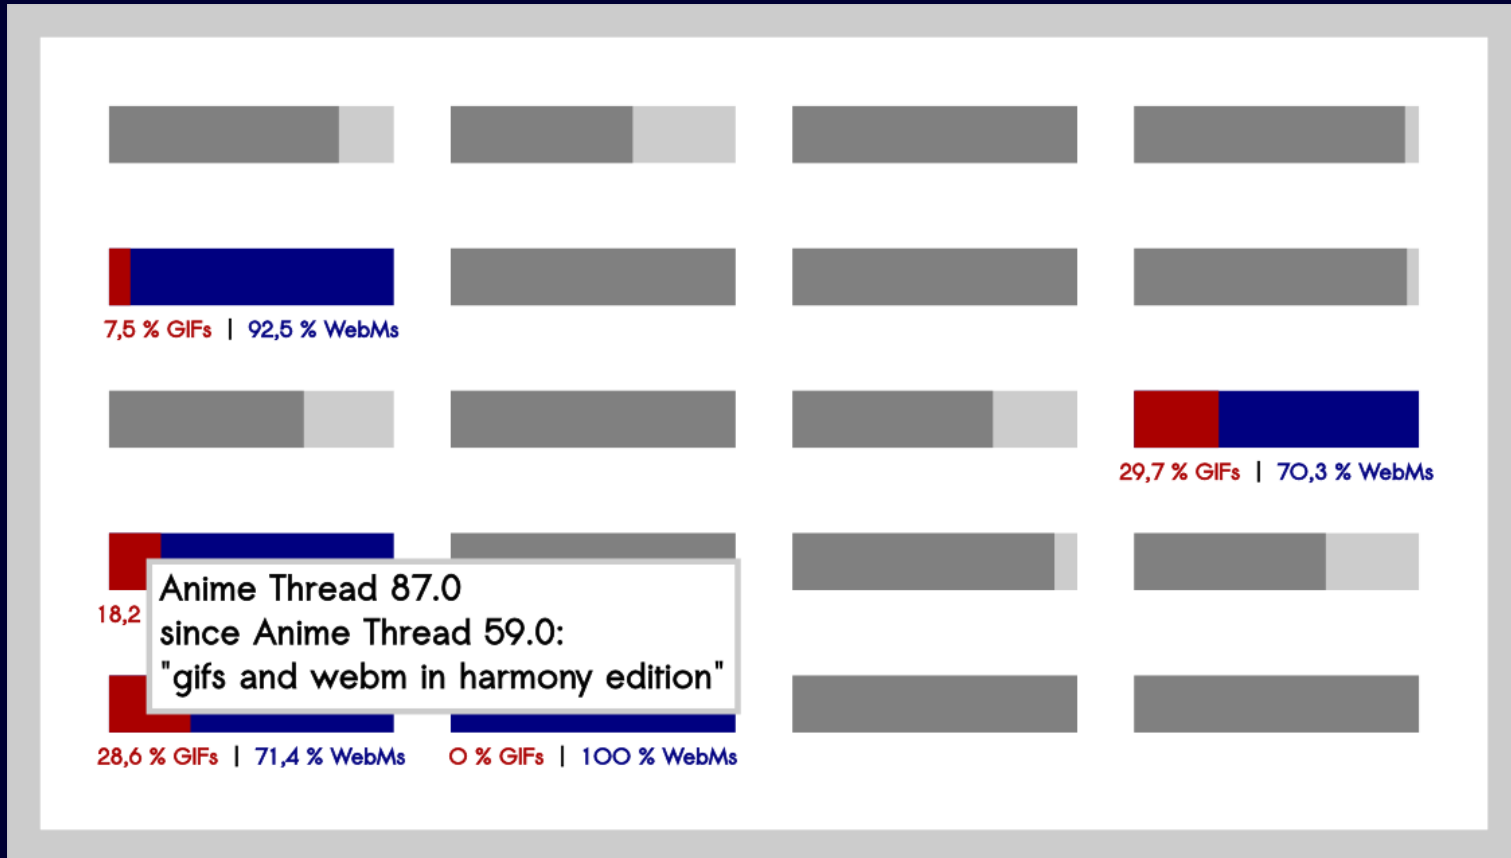 7,5 % GIFs | 92,5 % WebMs
29,7 % GIFs | 70,3 % WebMs
18,2
Anime Thread 87.0
since Anime Thread 59.0:
"gifs and webm in harmony edition"
28,6 % GIFs | 71,4 % WebMs
0 % GIFs | 100 % WebMs